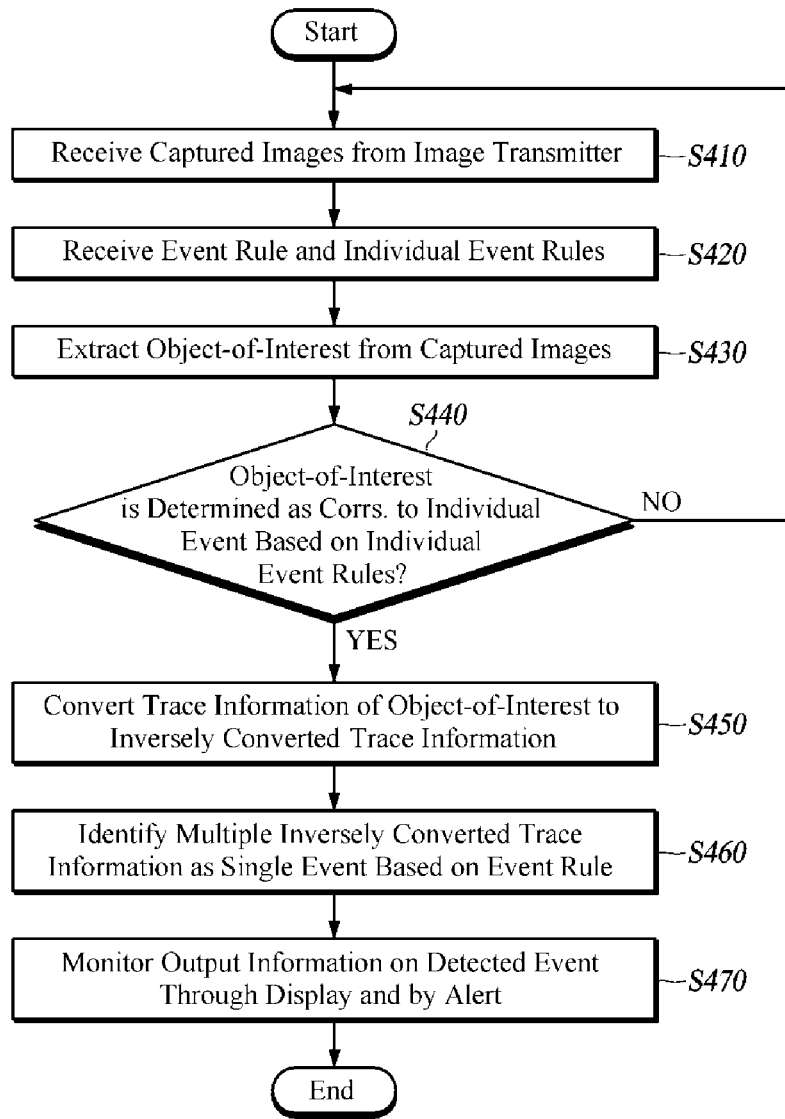 Start
Receive Captured Images from Image Transmitter
S410
Receive Event Rule and Individual Event Rules
S420
Extract Object-of-Interest from Captured Images
S430
S440
Object-of-Interest
is Determined as Corrs. to Individual
Event Based on Individual
Event Rules?
NO
YES
Convert Trace Information of Object-of-Interest to
Inversely Converted Trace Information
S450
Identify Multiple Inversely Converted Trace
Information as Single Event Based on Event Rule
S460
Monitor Output Information on Detected Event
Through Display and by Alert
S470
End